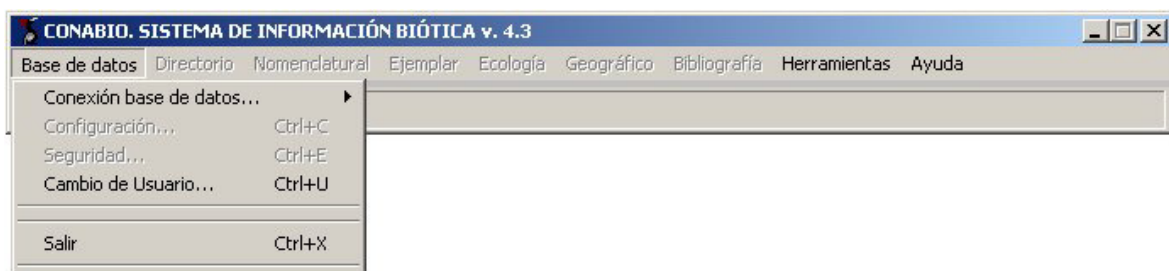 CONABIO. SISTEMA DE INFORMACIÓN BIÓTICA v. 4.3
Base de datos Directorio Nomenclatural Ejemplar Ecología Geográfico Bibliografía Herramientas Ayuda
Conexión base de datos...
Configuración... Ctrl+C
Seguridad... Ctrl+E
Cambio de Usuario... Ctrl+U
Salir Ctrl+X